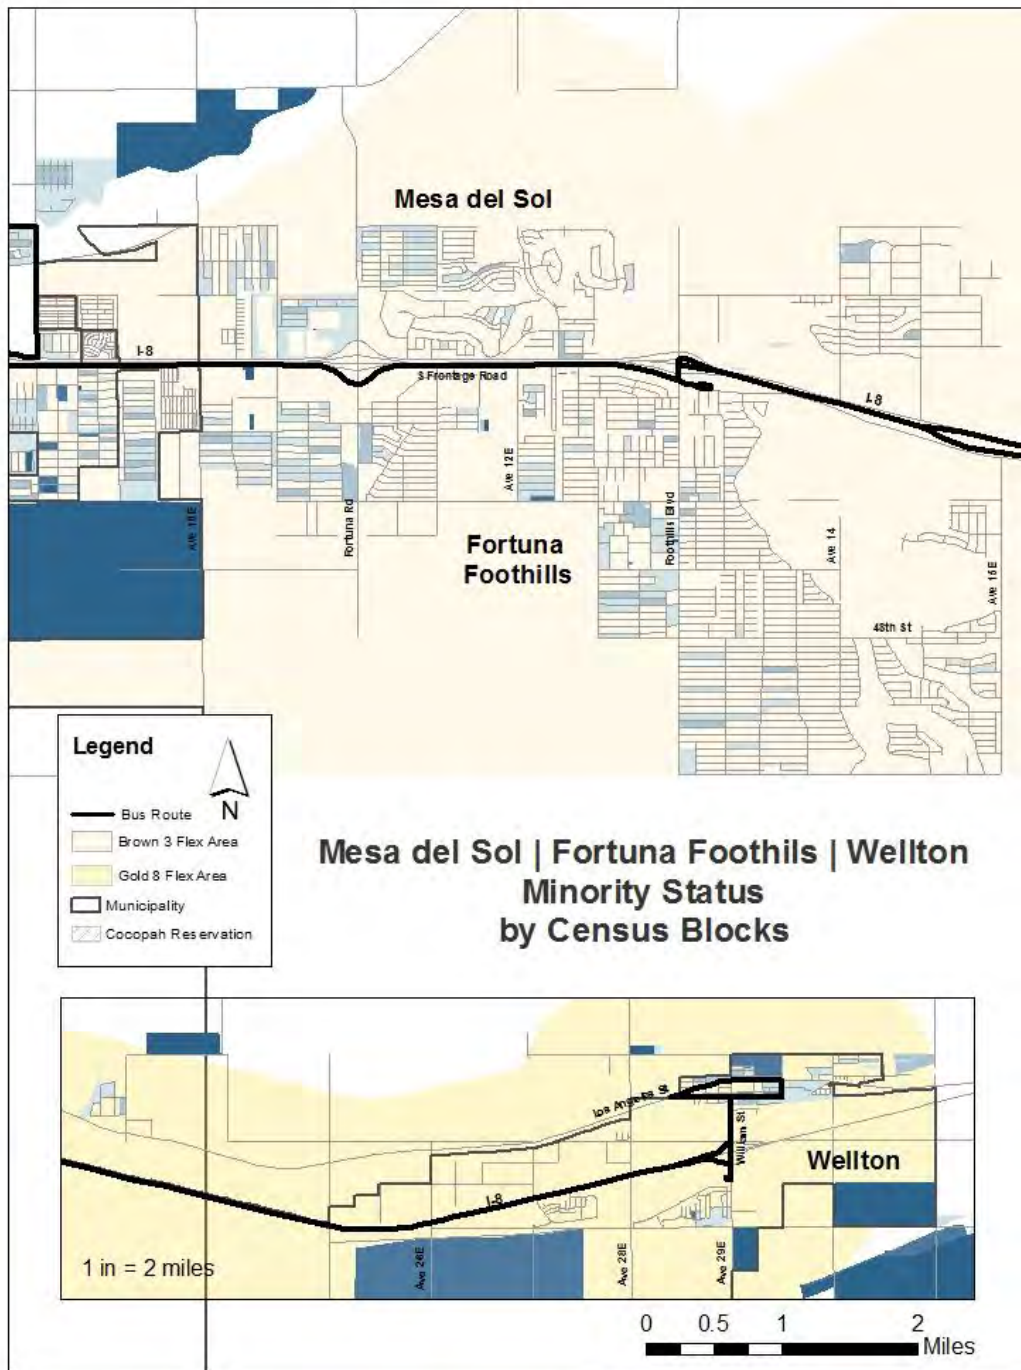 Mesa del Sol
I-8
S Frontage Road
I-8
Ave 12E
Fortuna Rd
Foothills Blvd
Ave 14
Fortuna
Foothills
Ave 15E
48th St
Legend
N
Bus Route
Brown 3 Flex Area
Gold 8 Flex Area
Municipality
Cocopah Reservation
Mesa del Sol | Fortuna Foothils | Wellton
Minority Status
by Census Blocks
Los Angeles St
William St
Wellton
I-8
Ave 26E
Ave 28E
Ave 29E
1 in = 2 miles
0 0.5 1 2
Miles